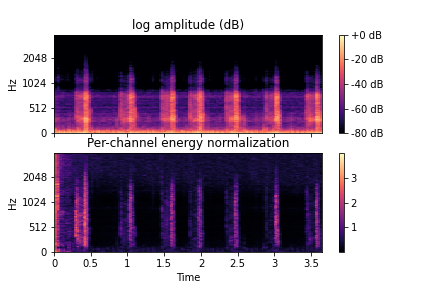 log amplitude (dB)
+0 dB
2048
-20 dB
1024
-40 dB
Hz
512
-60 dB
0
-80 dB
Per-channel energy normalization
2048
3
1024
2
Hz
512
1
0
0 0.5 1 1.5 2 2.5 3 3.5
Time